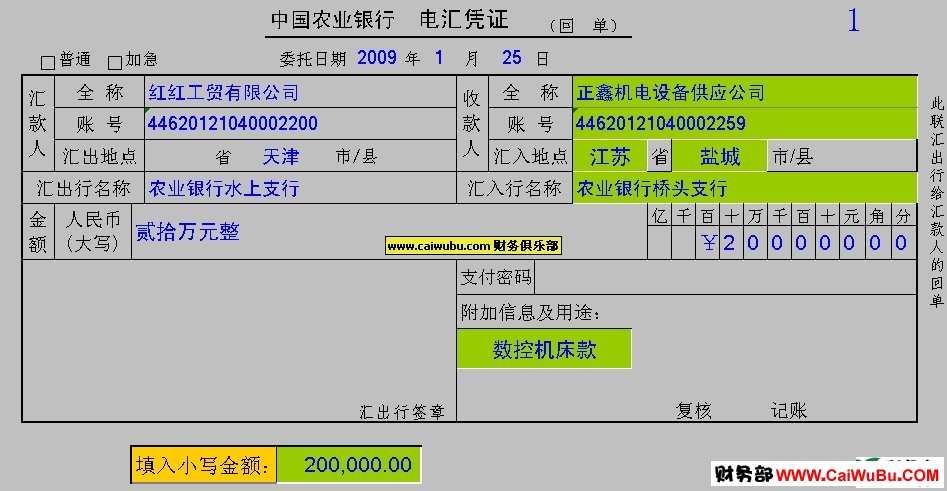 中国农业银行 电汇凭证 (回 单) 1
普通 加急 委托日期 2009 年 1 月 25 日
汇款人 全称 红红工贸有限公司 收款人 全称 正鑫机电设备供应公司
账号 44620121040002200 账号 44620121040002259
汇出地点 省 天津 市/县 汇入地点 江苏 省 盐城 市/县
汇出行名称 农业银行水上支行 汇入行名称 农业银行桥头支行
金额 人民币(大写) 贰拾万元整 亿 千 百 十 万 千 百 十 元 角 分
¥ 2 0 0 0 0 0 0 0
www.caiwubu.com 财务俱乐部
支付密码
附加信息及用途:
数控机床款
汇出行签章 复核 记账
此联汇出行给汇款人的回单
填入小写金额: 200,000.00
财务部 www.CaiWuBu.com